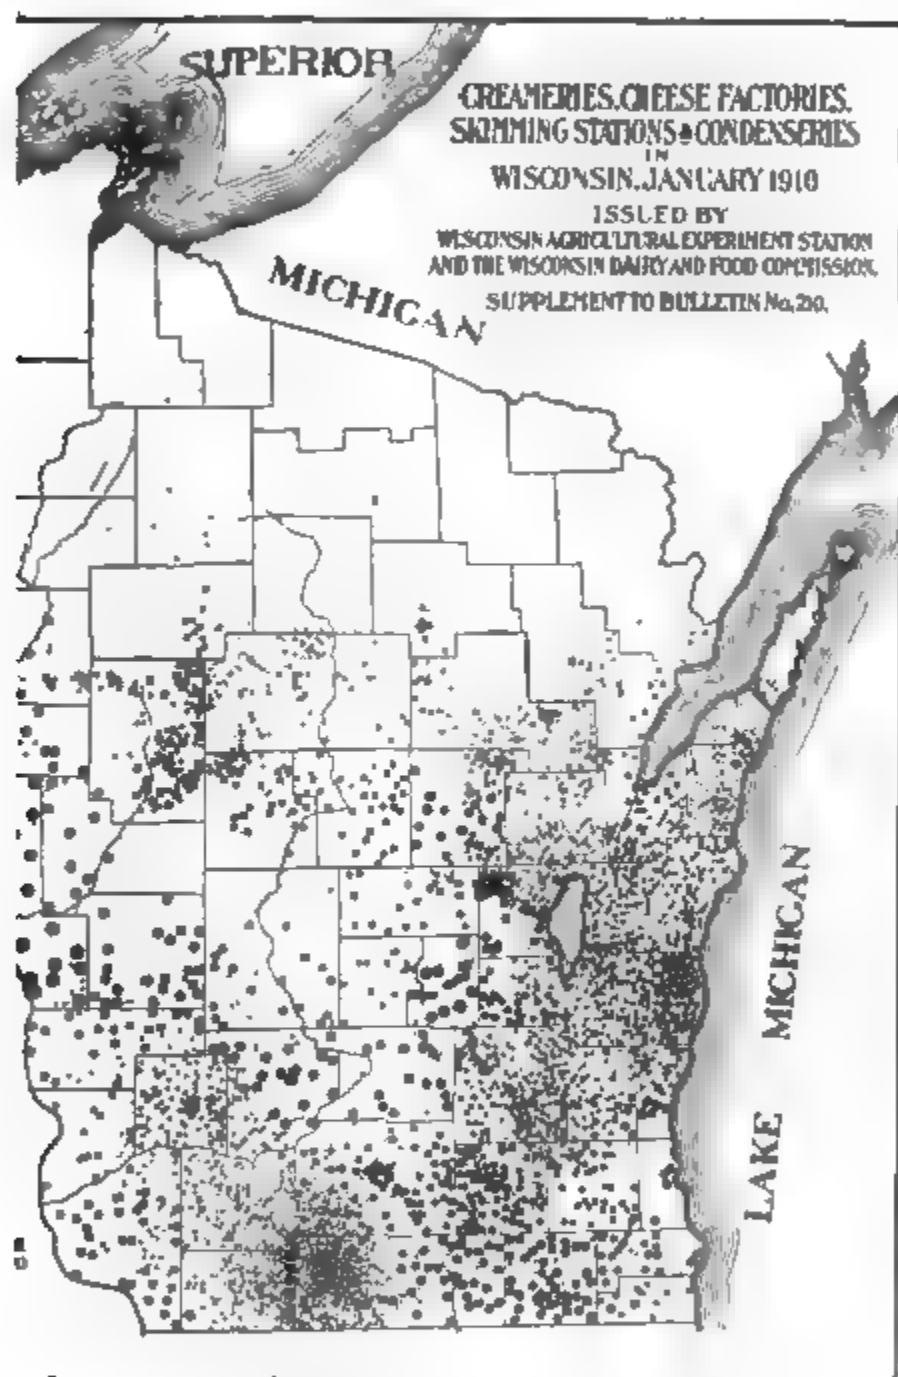 SUPERIOR
CREAMERIES, CHEESE FACTORIES,
SKIMMING STATIONS & CONDENSERIES
IN
WISCONSIN, JANUARY 1910
ISSUED BY
WISCONSIN AGRICULTURAL EXPERIMENT STATION
AND THE WISCONSIN DAIRY AND FOOD COMMISSION.
SUPPLEMENT TO BULLETIN No. 210.
MICHIGAN
LAKE MICHIGAN